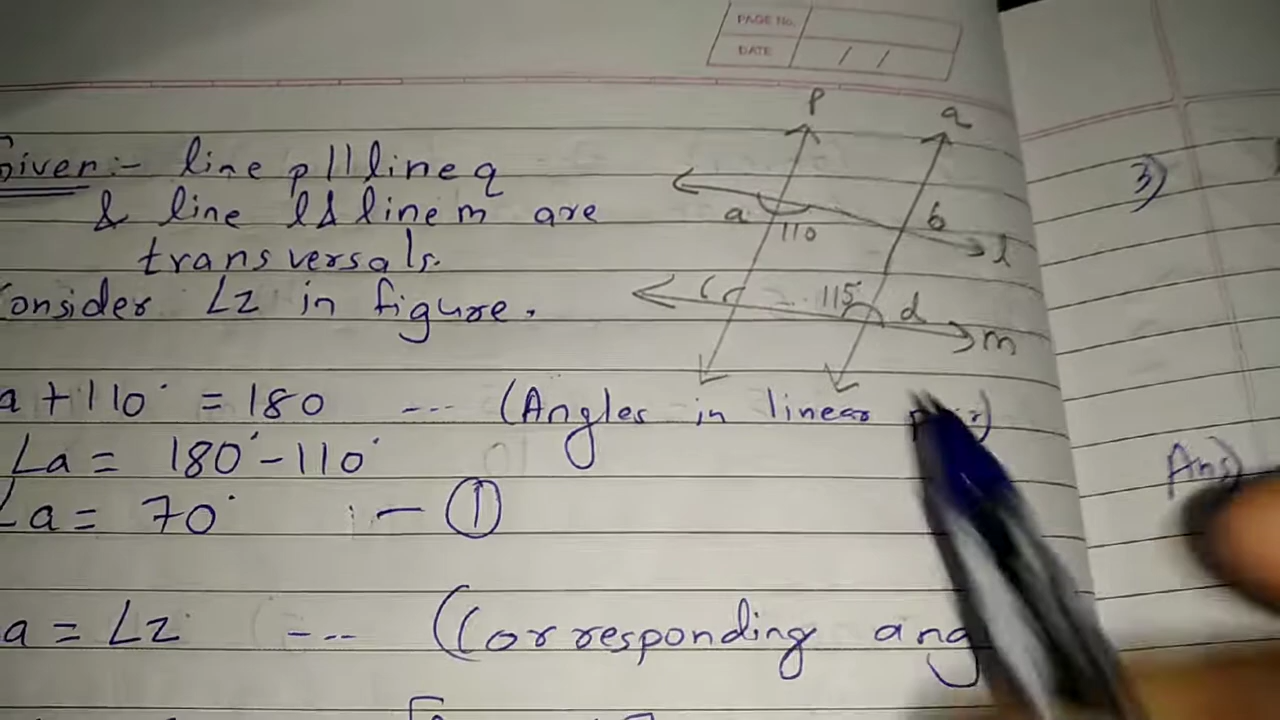 PAGE No.
DATE / /
Given:- line p || line q
& line l & line m are
transversals.
Consider ∠z in figure.
p
q
a
110
b
l
c
115
d
m
3)
a + 110° = 180 --- (Angles in linear
∠a = 180° - 110°
∠a = 70° - ①
Ans)
a = ∠z --- (Corresponding ang